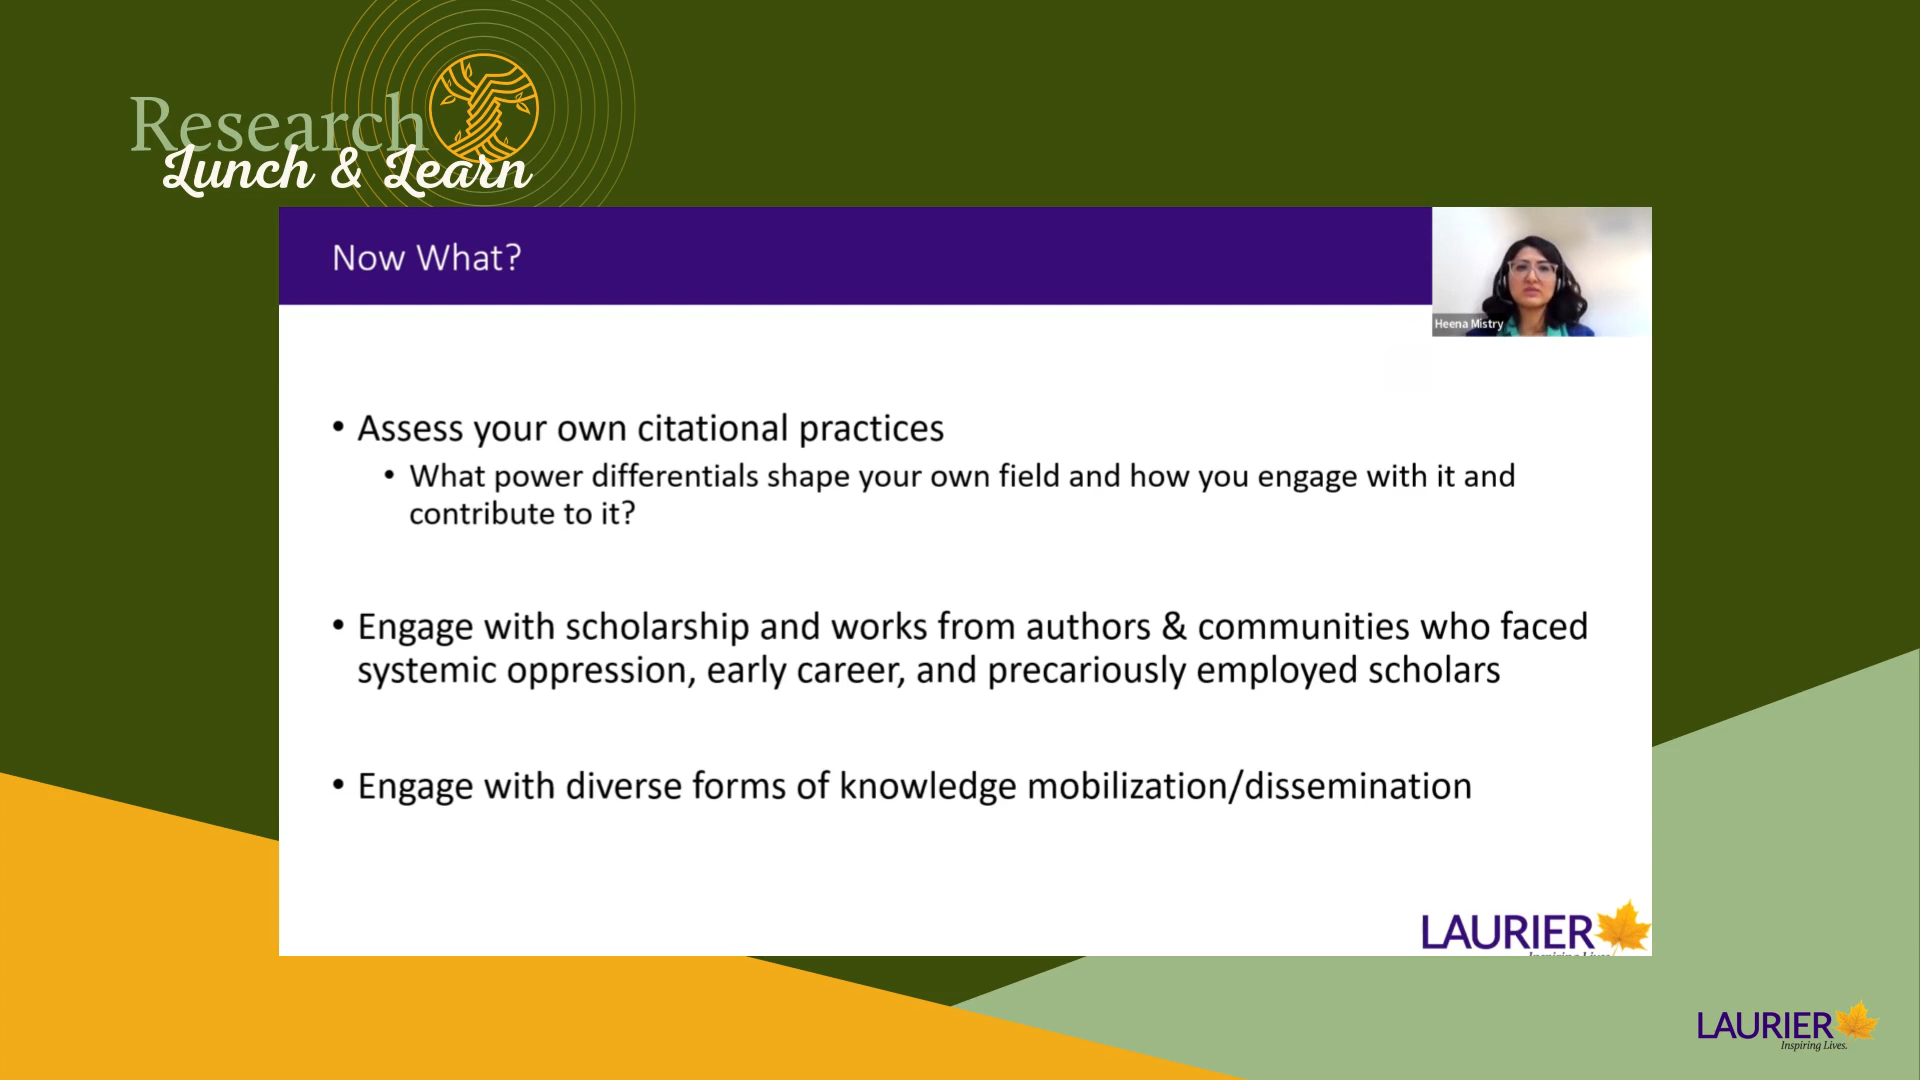 Research
Lunch & Learn
Now What?
Heena Mistry
• Assess your own citational practices
• What power differentials shape your own field and how you engage with it and
contribute to it?
• Engage with scholarship and works from authors & communities who faced
systemic oppression, early career, and precariously employed scholars
• Engage with diverse forms of knowledge mobilization/dissemination
LAURIER
Inspiring Lives
LAURIER
Inspiring Lives.